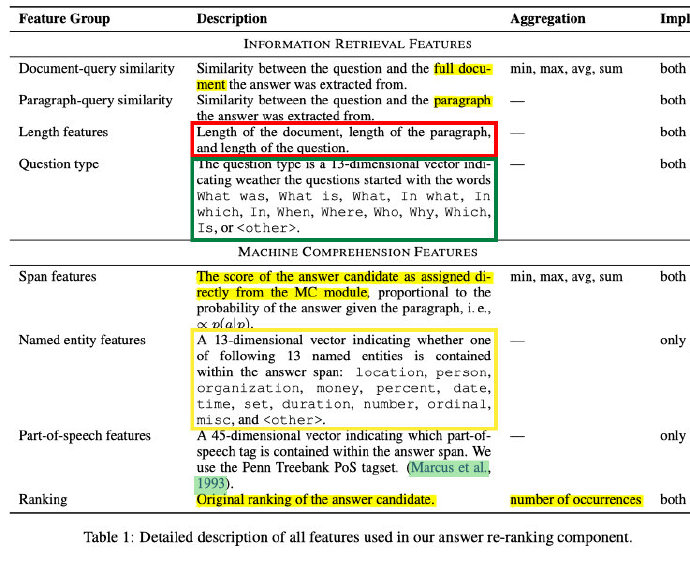 Feature Group Description Aggregation Impl
INFORMATION RETRIEVAL FEATURES
Document-query similarity Similarity between the question and the full docu- min, max, avg, sum both
ment the answer was extracted from.
Paragraph-query similarity Similarity between the question and the paragraph — both
the answer was extracted from.
Length features Length of the document, length of the paragraph, — both
and length of the question.
Question type The question type is a 13-dimensional vector indi- — both
cating weather the questions started with the words
What was, What is, What, In what, In
which, In, When, Where, Who, Why, Which,
Is, or <other>.
MACHINE COMPREHENSION FEATURES
Span features The score of the answer candidate as assigned di- min, max, avg, sum both
rectly from the MC module, proportional to the
probability of the answer given the paragraph, i. e.,
∝ p(a|p).
Named entity features A 13-dimensional vector indicating whether one — only
of following 13 named entities is contained
within the answer span: location, person,
organization, money, percent, date,
time, set, duration, number, ordinal,
misc, and <other>.
Part-of-speech features A 45-dimensional vector indicating which part-of- — only
speech tag is contained within the answer span. We
use the Penn Treebank PoS tagset. (Marcus et al.,
1993).
Ranking Original ranking of the answer candidate. number of occurrences both
Table 1: Detailed description of all features used in our answer re-ranking component.